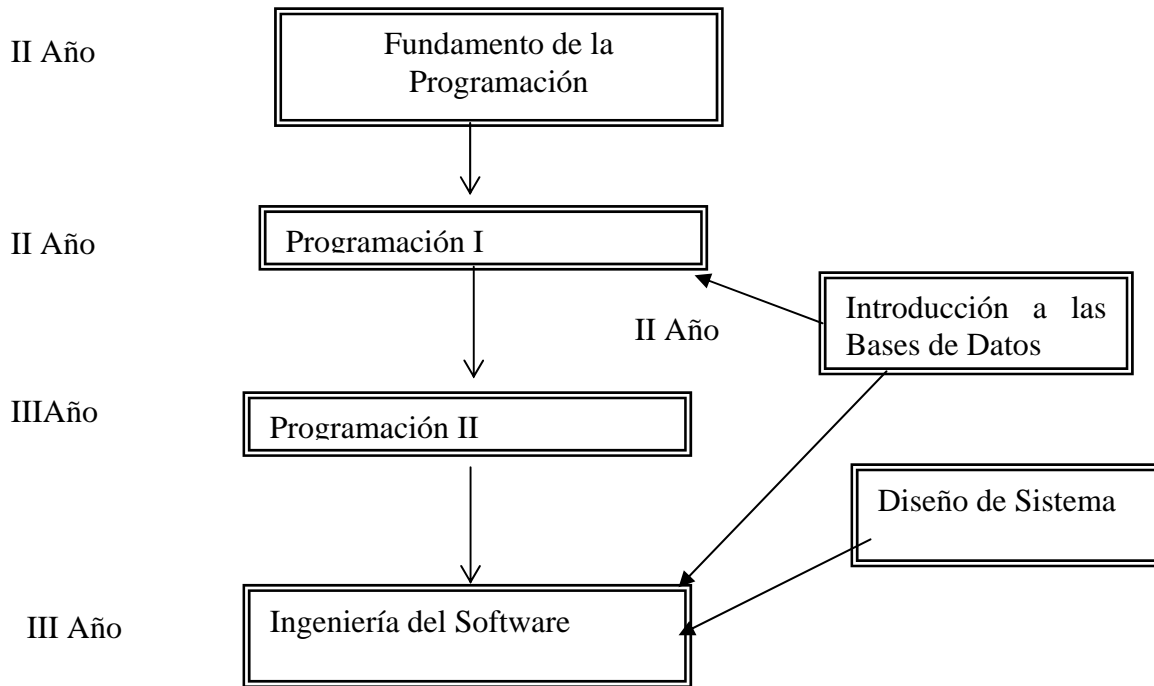 II Año
Fundamento de la
Programación
II Año
Programación I
II Año
Introducción a las
Bases de Datos
IIIAño
Programación II
Diseño de Sistema
III Año
Ingeniería del Software